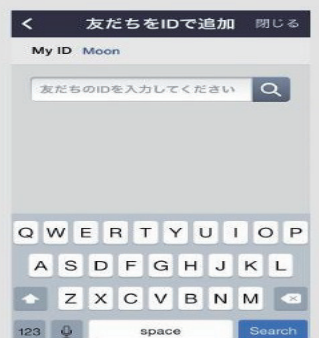 < 友だちをIDで追加 閉じる
My ID Moon
友だちのIDを入力してください
Q W E R T Y U I O P
A S D F G H J K L
Z X C V B N M
123 space Search